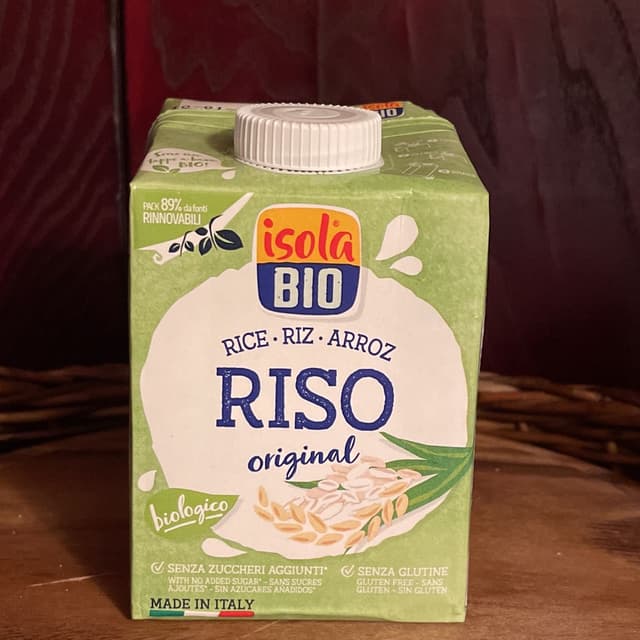 PACK 89% da fonti
RINNOVABILI
isola
BIO
RICE · RIZ · ARROZ
RISO
original
biologico
SENZA ZUCCHERI AGGIUNTI*
WITH NO ADDED SUGAR* - SANS SUCRES
AJOUTÉS* - SIN AZÚCARES AÑADIDOS*
SENZA GLUTINE
GLUTEN FREE - SANS
GLUTEN - SIN GLUTEN
MADE IN ITALY